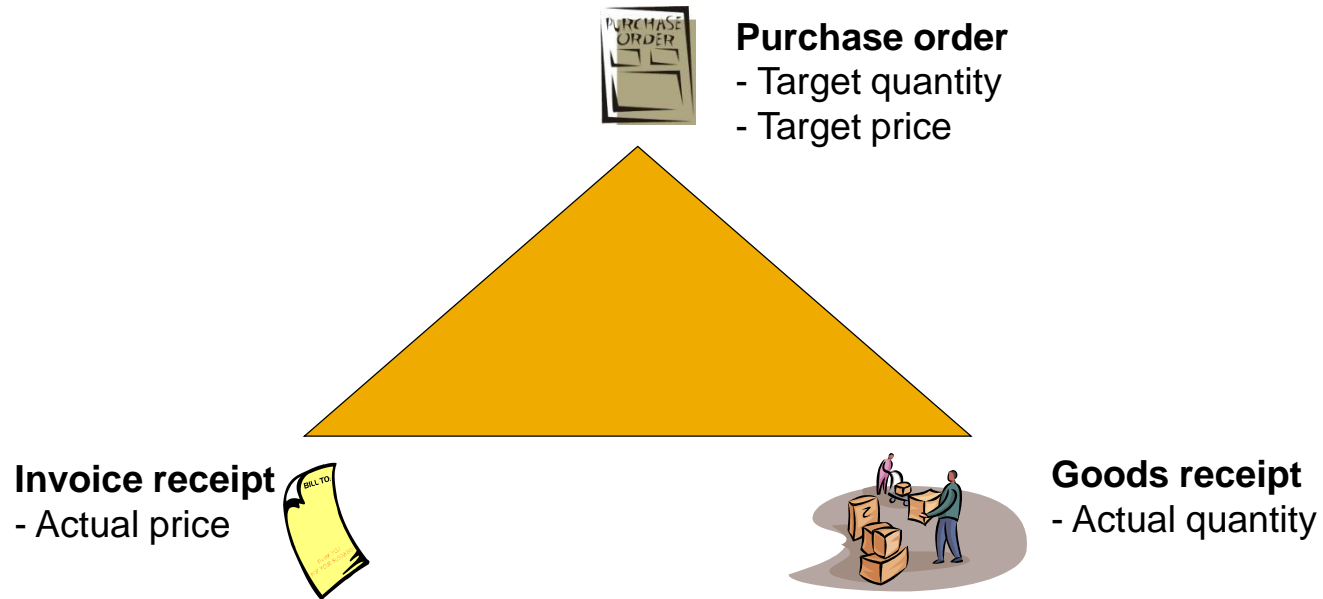 PURCHASE
ORDER
Purchase order
- Target quantity
- Target price
Invoice receipt
- Actual price
BILL TO:
Goods receipt
- Actual quantity